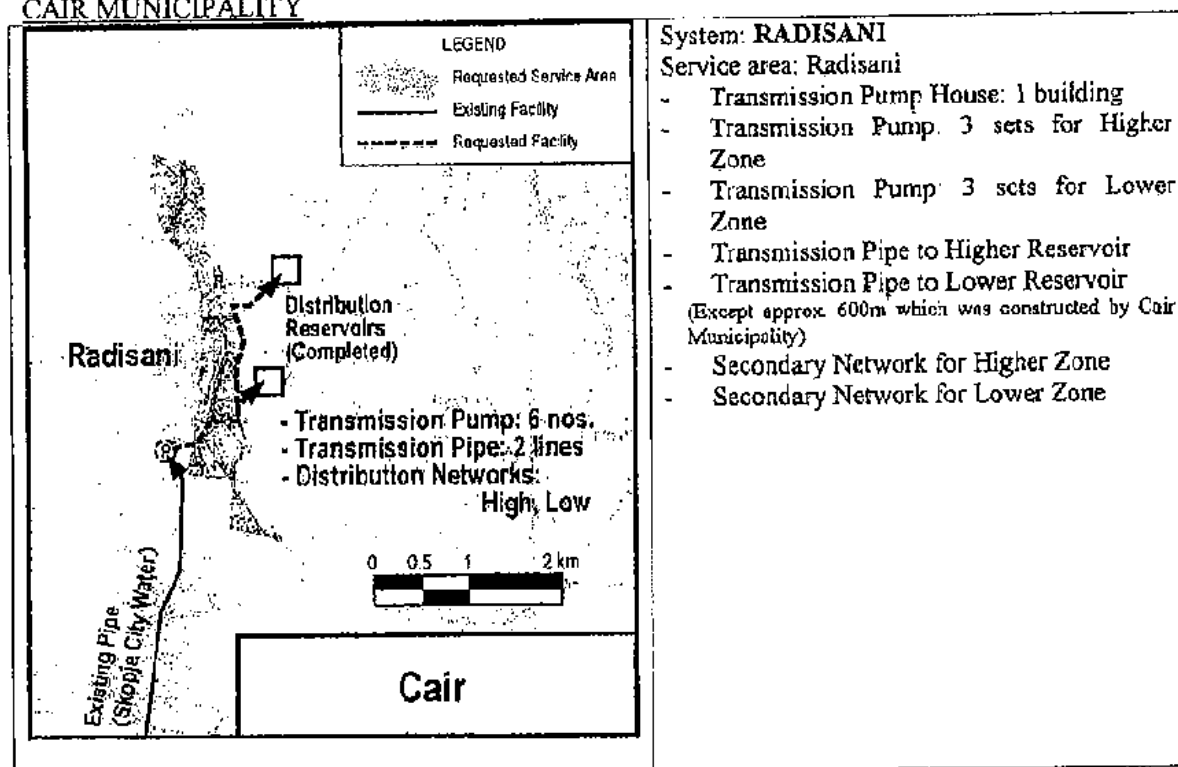 CAIR MUNICIPALITY
LEGEND
Requested Service Area
Existing Facility
Requested Facility
Distribution
Reservoirs
(Completed)
Radisani
- Transmission Pump: 6 nos.
- Transmission Pipe: 2 lines
- Distribution Networks:
High, Low
0 0.5 1 2 km
Existing Pipe
(Skopja City Water)
Cair
System: RADISANI
Service area: Radisani
- Transmission Pump House: 1 building
- Transmission Pump. 3 sets for Higher
Zone
- Transmission Pump 3 sets for Lower
Zone
- Transmission Pipe to Higher Reservoir
- Transmission Pipe to Lower Reservoir
(Except approx. 600m which was constructed by Cair
Municipality)
- Secondary Network for Higher Zone
- Secondary Network for Lower Zone